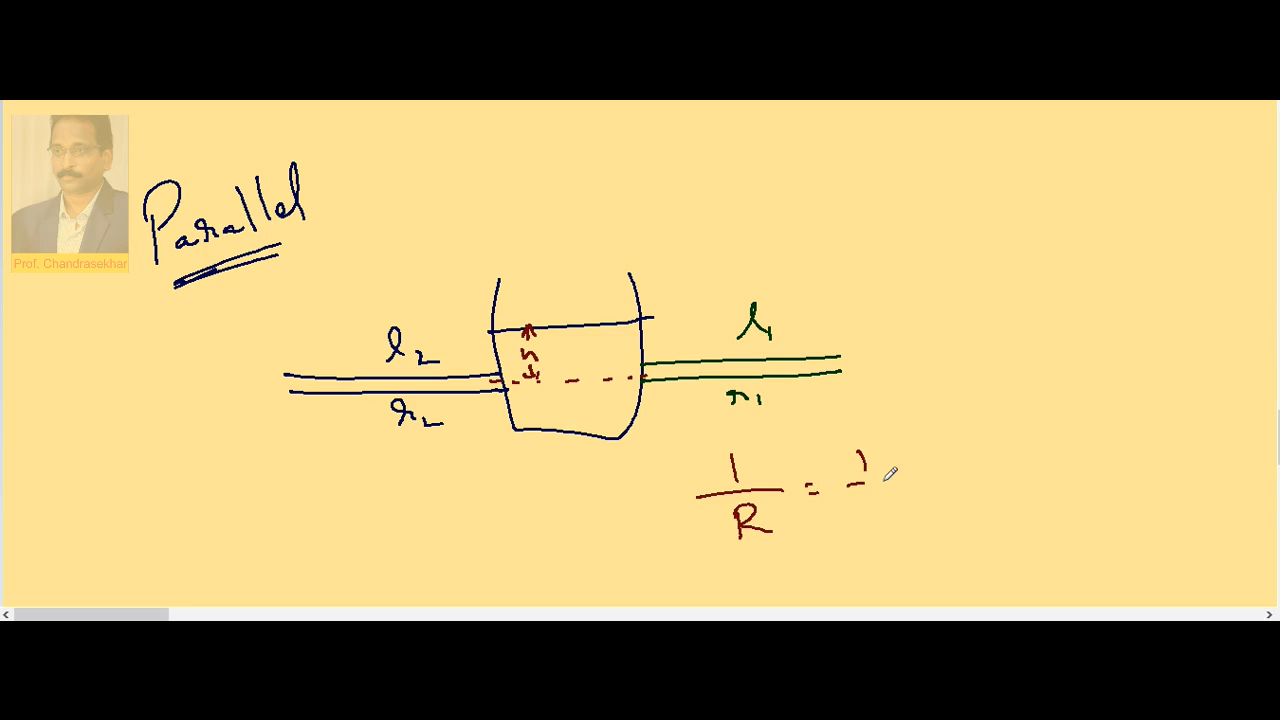 Prof. Chandrasekhar
Parallel
l₂
r₂
h
l₁
r₁
1/R = 1